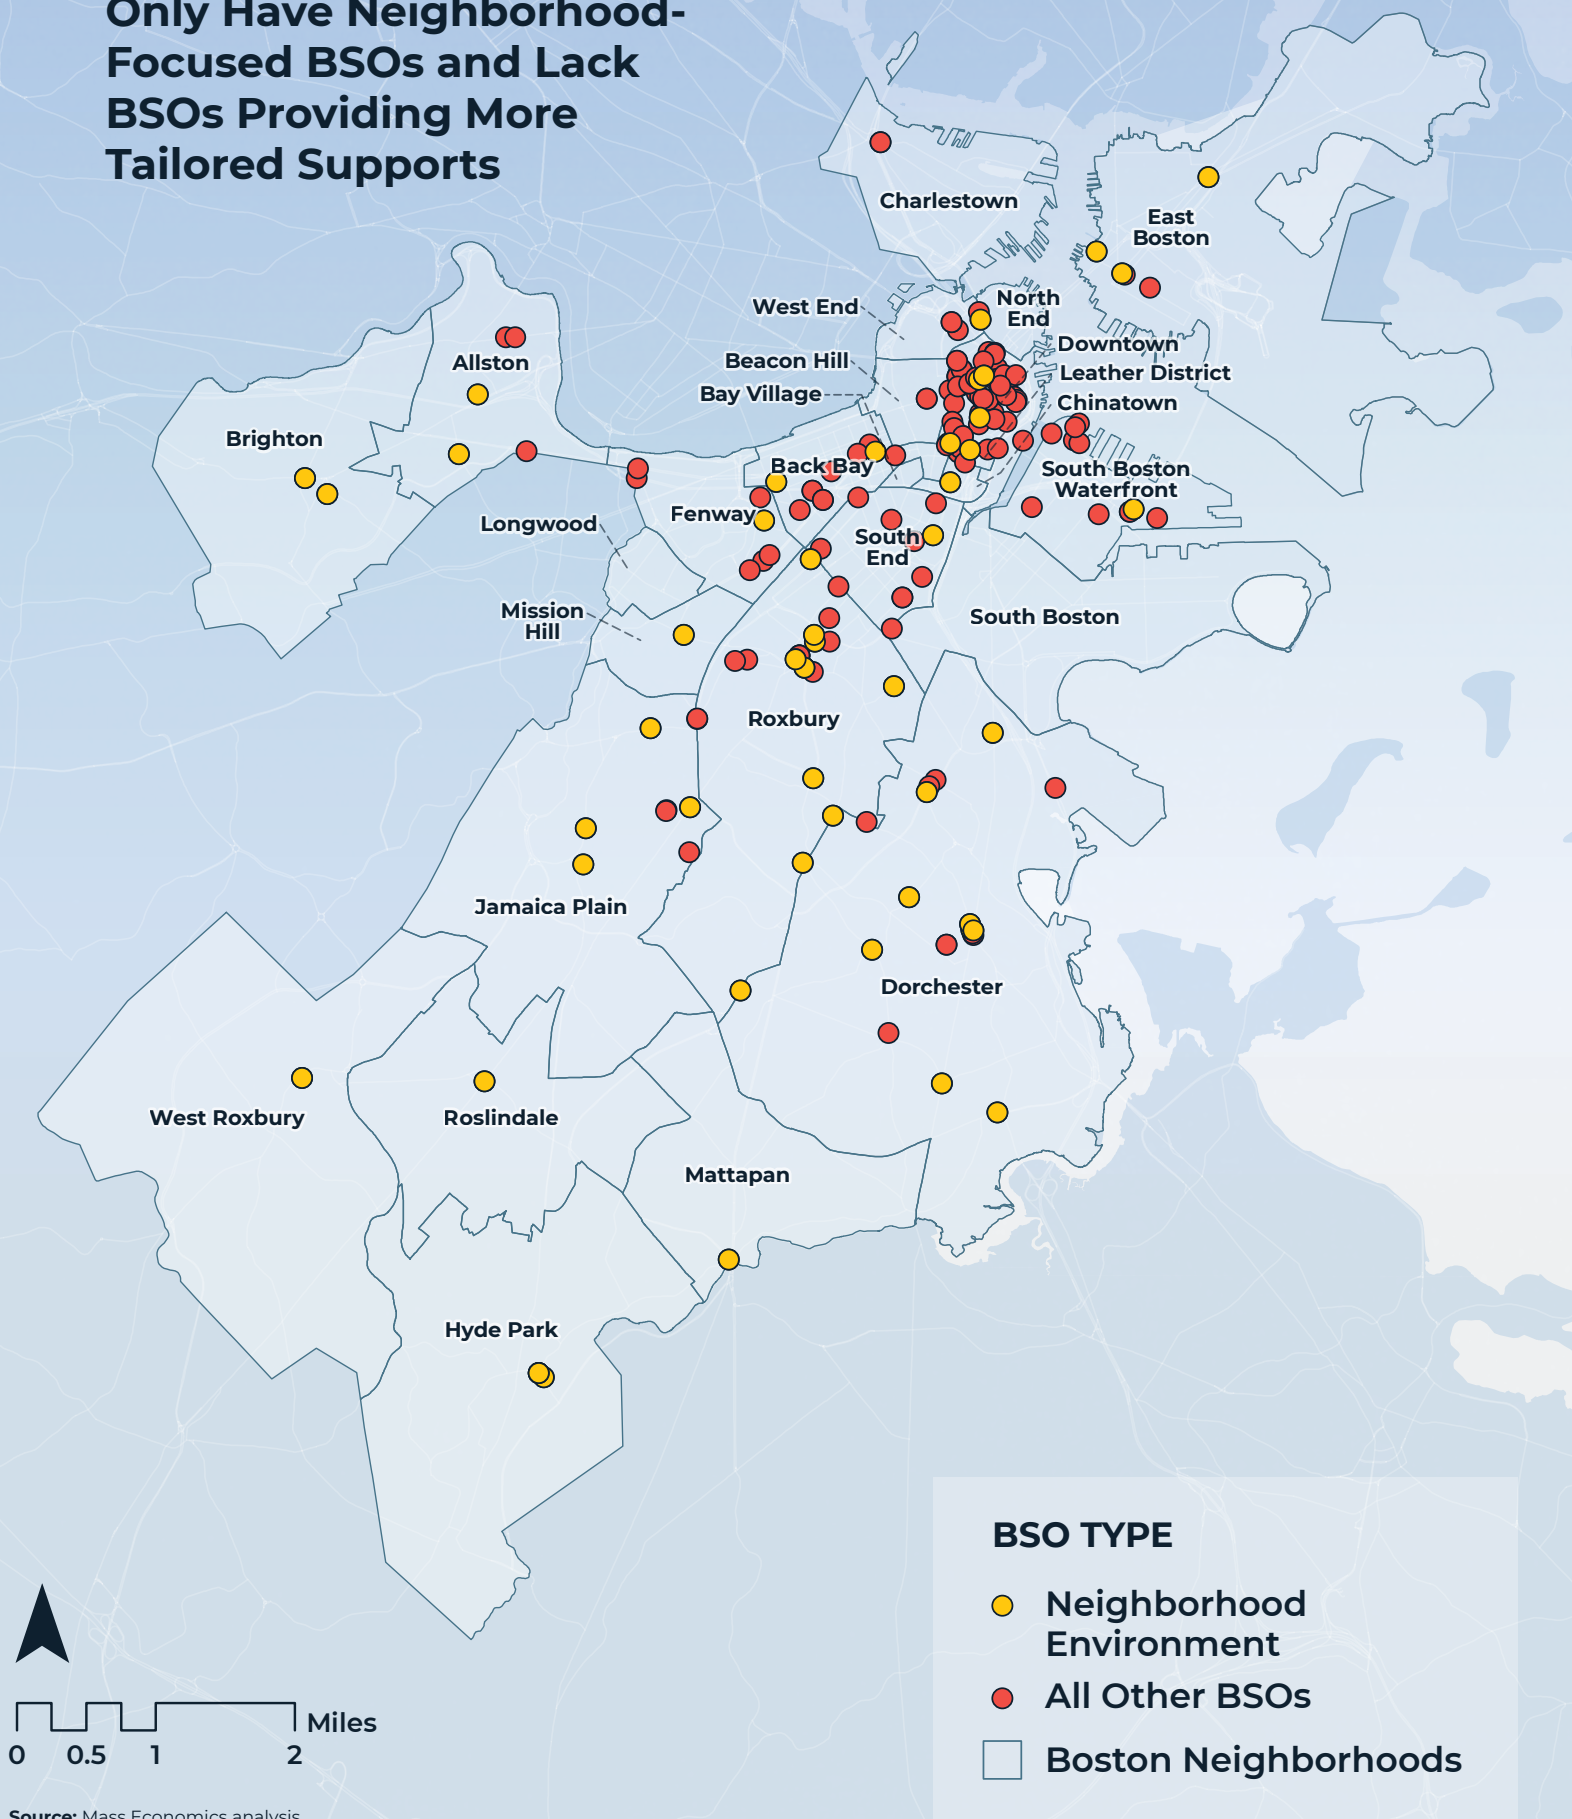 Only Have Neighborhood-
Focused BSOs and Lack
BSOs Providing More
Tailored Supports
Charlestown
East
Boston
West End
North
End
Downtown
Beacon Hill
Leather District
Bay Village
Chinatown
Allston
Brighton
Back Bay
South Boston
Waterfront
Fenway
Longwood
South
End
Mission
Hill
South Boston
Roxbury
Jamaica Plain
Dorchester
West Roxbury
Roslindale
Mattapan
Hyde Park
BSO TYPE
Neighborhood
Environment
All Other BSOs
Boston Neighborhoods
Miles
0 0.5 1 2
Source: Mass Economics analysis